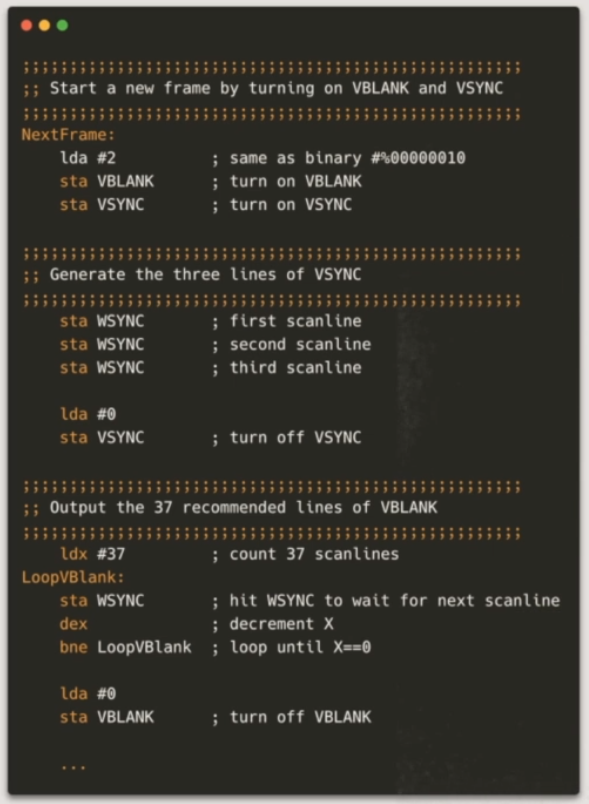 ;;;;;;;;;;;;;;;;;;;;;;;;;;;;;;;;;;;;;;;;;;;;;;;;;;;;;
;; Start a new frame by turning on VBLANK and VSYNC
;;;;;;;;;;;;;;;;;;;;;;;;;;;;;;;;;;;;;;;;;;;;;;;;;;;;;
NextFrame:
    lda #2          ; same as binary #%00000010
    sta VBLANK      ; turn on VBLANK
    sta VSYNC       ; turn on VSYNC

;;;;;;;;;;;;;;;;;;;;;;;;;;;;;;;;;;;;;;;;;;;;;;;;;;;;;
;; Generate the three lines of VSYNC
;;;;;;;;;;;;;;;;;;;;;;;;;;;;;;;;;;;;;;;;;;;;;;;;;;;;;
    sta WSYNC       ; first scanline
    sta WSYNC       ; second scanline
    sta WSYNC       ; third scanline

    lda #0
    sta VSYNC       ; turn off VSYNC

;;;;;;;;;;;;;;;;;;;;;;;;;;;;;;;;;;;;;;;;;;;;;;;;;;;;;
;; Output the 37 recommended lines of VBLANK
;;;;;;;;;;;;;;;;;;;;;;;;;;;;;;;;;;;;;;;;;;;;;;;;;;;;;
    ldx #37         ; count 37 scanlines
LoopVBlank:
    sta WSYNC       ; hit WSYNC to wait for next scanline
    dex             ; decrement X
    bne LoopVBlank  ; loop until X==0

    lda #0
    sta VBLANK      ; turn off VBLANK

    ...